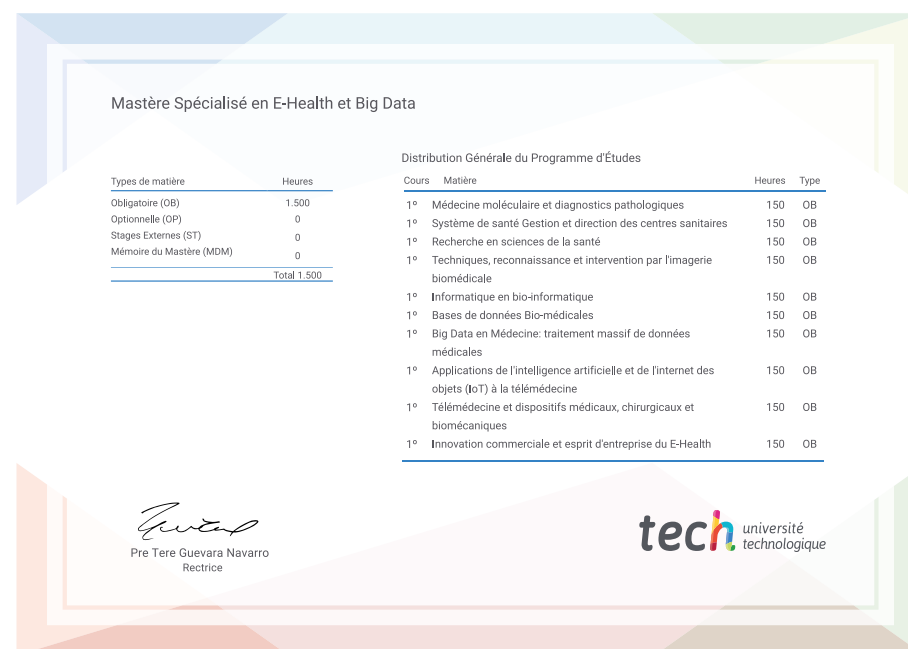 Mastère Spécialisé en E-Health et Big Data
Types de matière Heures
Obligatoire (OB) 1.500
Optionnelle (OP) 0
Stages Externes (ST) 0
Mémoire du Mastère (MDM) 0
Total 1.500
Distribution Générale du Programme d'Études
Cours Matière Heures Type
1º Médecine moléculaire et diagnostics pathologiques 150 OB
1º Système de santé Gestion et direction des centres sanitaires 150 OB
1º Recherche en sciences de la santé 150 OB
1º Techniques, reconnaissance et intervention par l'imagerie 150 OB
biomédicale
1º Informatique en bio-informatique 150 OB
1º Bases de données Bio-médicales 150 OB
1º Big Data en Médecine: traitement massif de données 150 OB
médicales
1º Applications de l'intelligence artificielle et de l'internet des 150 OB
objets (IoT) à la télémédecine
1º Télémédecine et dispositifs médicaux, chirurgicaux et 150 OB
biomécaniques
1º Innovation commerciale et esprit d'entreprise du E-Health 150 OB
Pre Tere Guevara Navarro
Rectrice
tech université
technologique